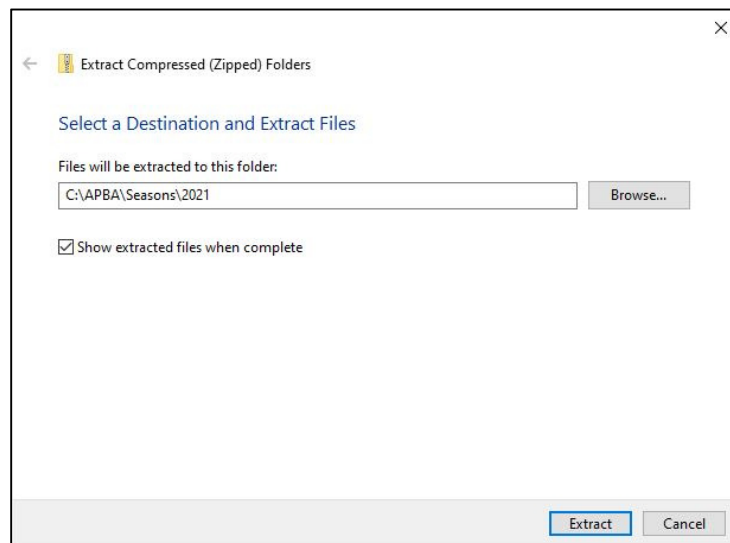 Extract Compressed (Zipped) Folders
Select a Destination and Extract Files
Files will be extracted to this folder:
C:\APBA\Seasons\2021
Browse...
Show extracted files when complete
Extract Cancel